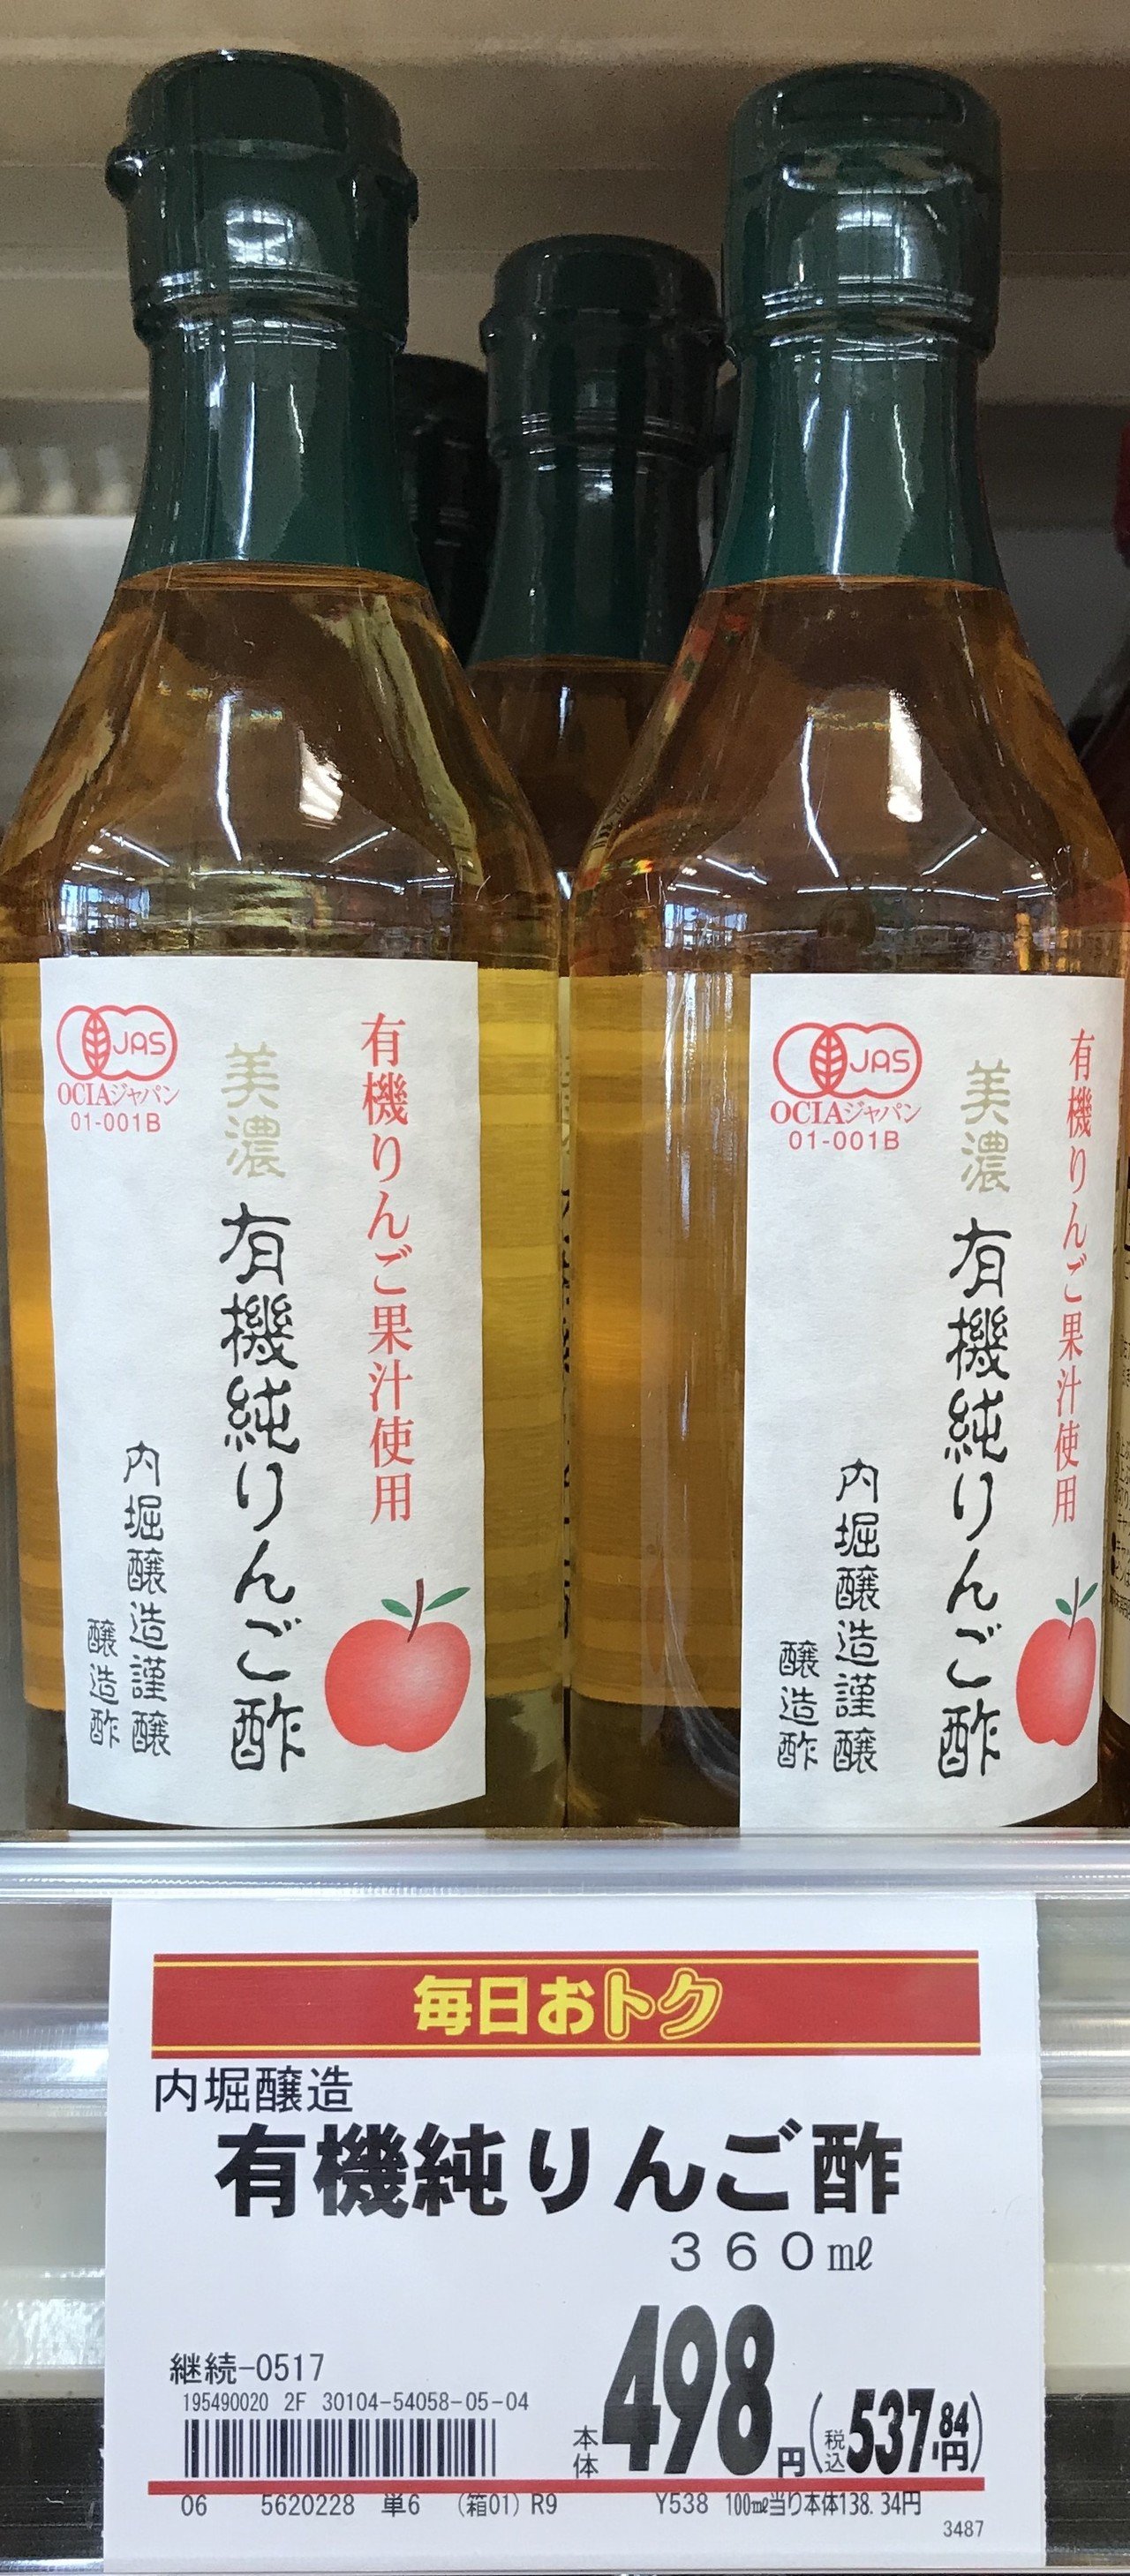 JAS
OCIAジャパン
01-001B
有機りんご果汁使用
美濃
有機純りんご酢
内堀醸造謹醸
醸造酢
JAS
OCIAジャパン
01-001B
有機りんご果汁使用
美濃
有機純りんご酢
内堀醸造謹醸
醸造酢
毎日おトク
内堀醸造
有機純りんご酢
360㎖
継続-0517
195490020 2F 30104-54058-05-04
本体498円(税込537.84円)
06 5620228 単6 (箱01) R9 Y538 100㎖当り本体138.34円
3487